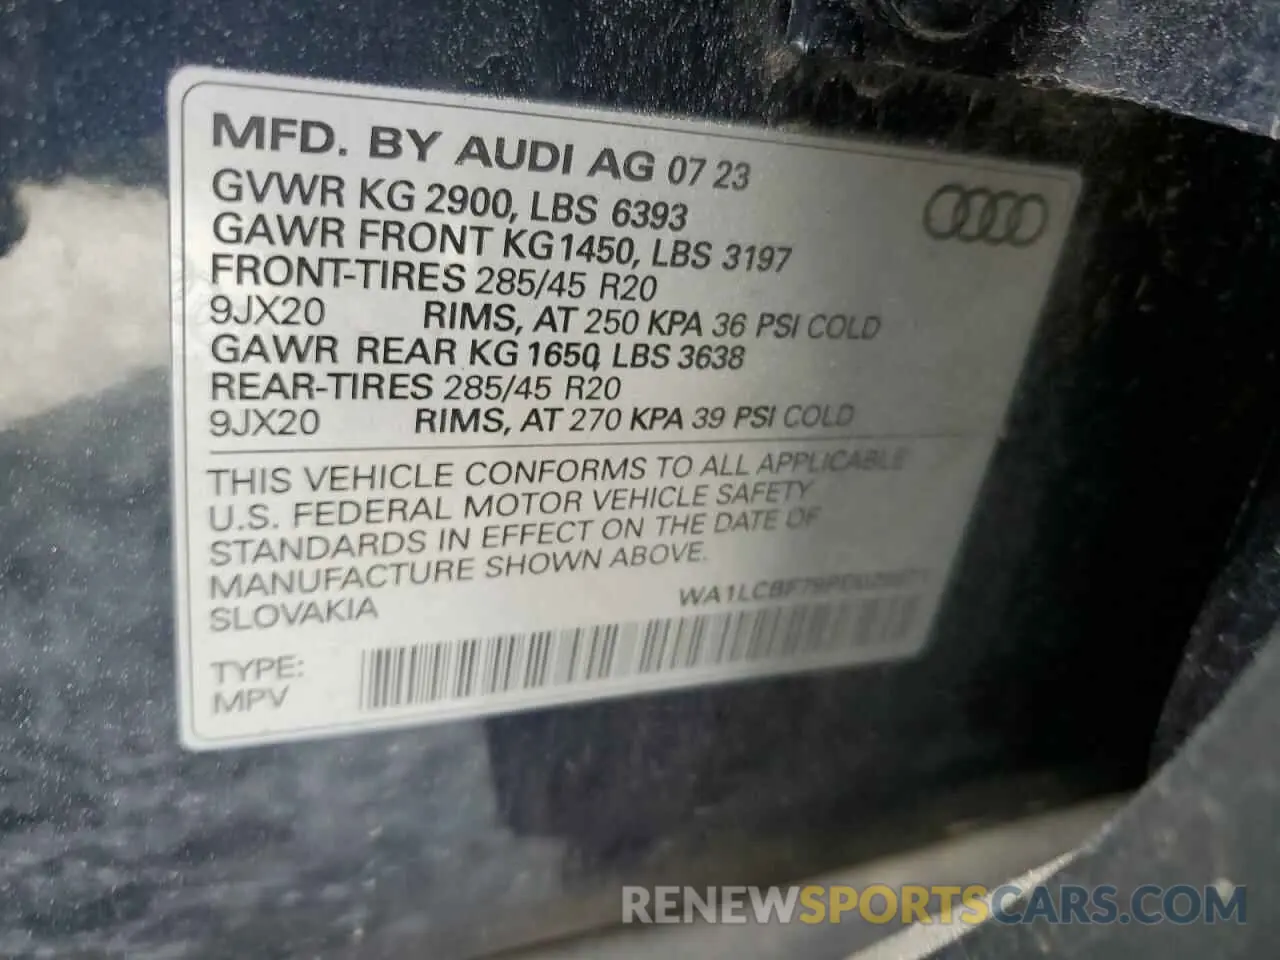 MFD. BY AUDI AG 07 23
GVWR KG 2900, LBS 6393
GAWR FRONT KG1450, LBS 3197
FRONT-TIRES 285/45 R20
9JX20 RIMS, AT 250 KPA 36 PSI COLD
GAWR REAR KG 1650, LBS 3638
REAR-TIRES 285/45 R20
9JX20 RIMS, AT 270 KPA 39 PSI COLD
THIS VEHICLE CONFORMS TO ALL APPLICABLE
U.S. FEDERAL MOTOR VEHICLE SAFETY
STANDARDS IN EFFECT ON THE DATE OF
MANUFACTURE SHOWN ABOVE.
SLOVAKIA
TYPE:
MPV
RENEWSPORTSCARS.COM